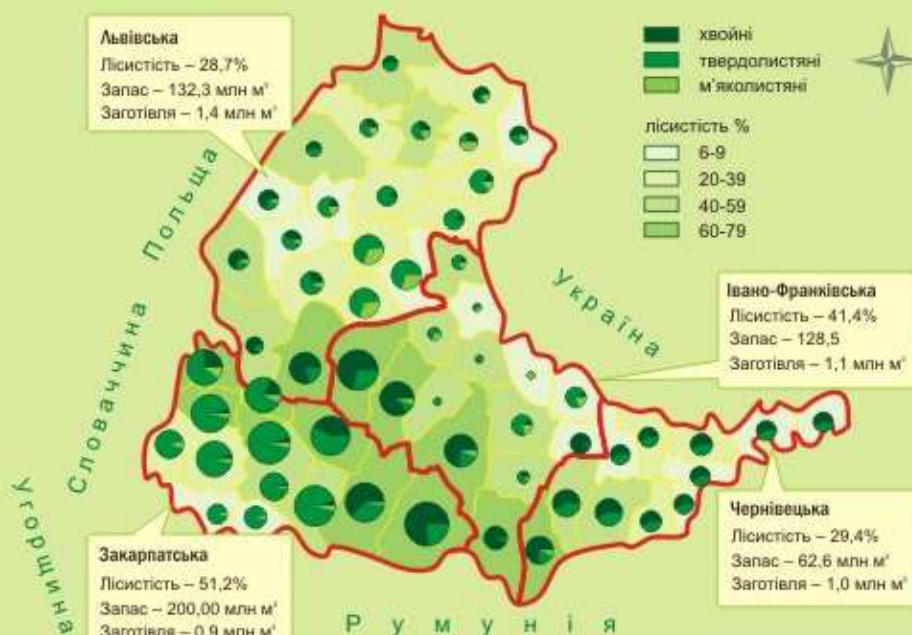 Львівська
Лісистість – 28,7%
Запас – 132,3 млн м³
Заготівля – 1,4 млн м³
хвойні
твердолистяні
м'яколистяні
лісистість %
6-9
20-39
40-59
60-79
Польща
Словаччина
Угорщина
Україна
Івано-Франківська
Лісистість – 41,4%
Запас – 128,5
Заготівля – 1,1 млн м³
Чернівецька
Лісистість – 29,4%
Запас – 62,6 млн м³
Заготівля – 1,0 млн м³
Закарпатська
Лісистість – 51,2%
Запас – 200,00 млн м³
Заготівля – 0,9 млн м³
Румунія